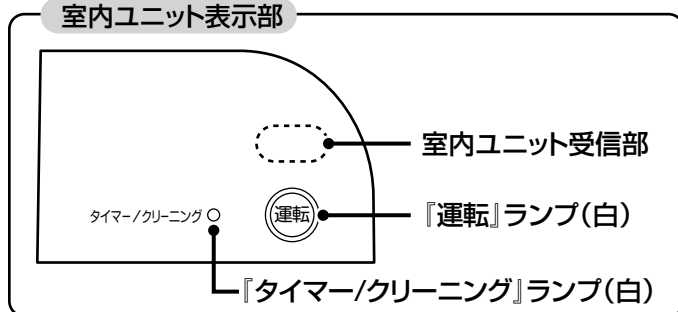 室内ユニット表示部
室内ユニット受信部
タイマー/クリーニング
運転
『運転』ランプ(白)
『タイマー/クリーニング』ランプ(白)